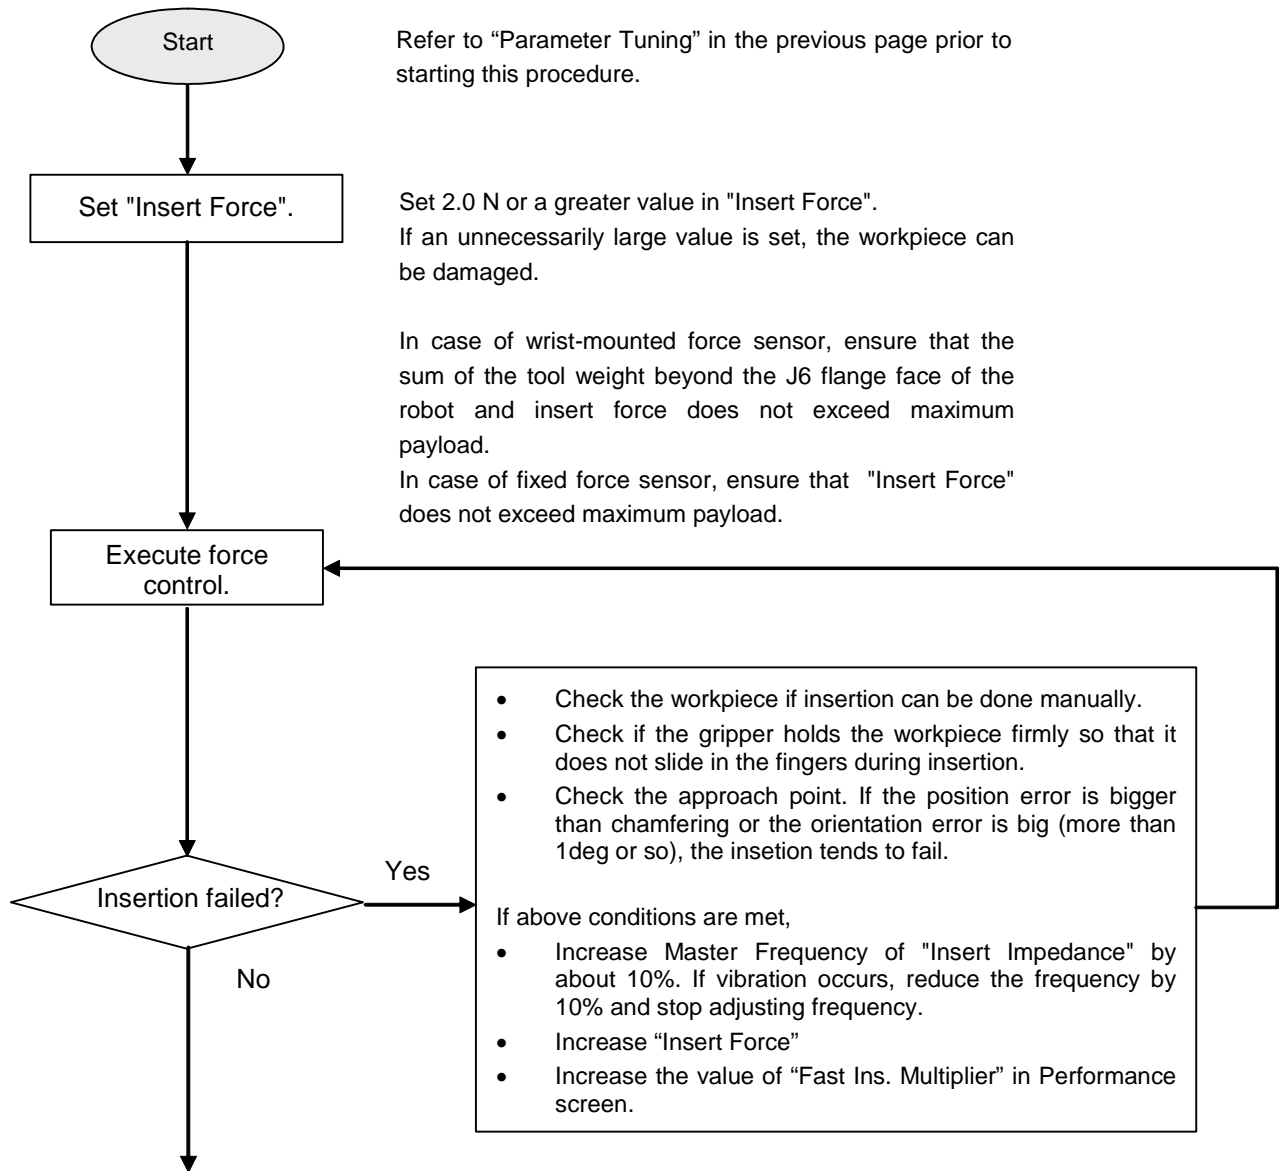 Start
Refer to “Parameter Tuning” in the previous page prior to
starting this procedure.
Set "Insert Force".
Set 2.0 N or a greater value in "Insert Force".
If an unnecessarily large value is set, the workpiece can
be damaged.
In case of wrist-mounted force sensor, ensure that the
sum of the tool weight beyond the J6 flange face of the
robot and insert force does not exceed maximum
payload.
In case of fixed force sensor, ensure that "Insert Force"
does not exceed maximum payload.
Execute force
control.
• Check the workpiece if insertion can be done manually.
• Check if the gripper holds the workpiece firmly so that it
does not slide in the fingers during insertion.
• Check the approach point. If the position error is bigger
than chamfering or the orientation error is big (more than
1deg or so), the insetion tends to fail.
Insertion failed?
Yes
No
If above conditions are met,
• Increase Master Frequency of "Insert Impedance" by
about 10%. If vibration occurs, reduce the frequency by
10% and stop adjusting frequency.
• Increase “Insert Force”
• Increase the value of “Fast Ins. Multiplier” in Performance
screen.